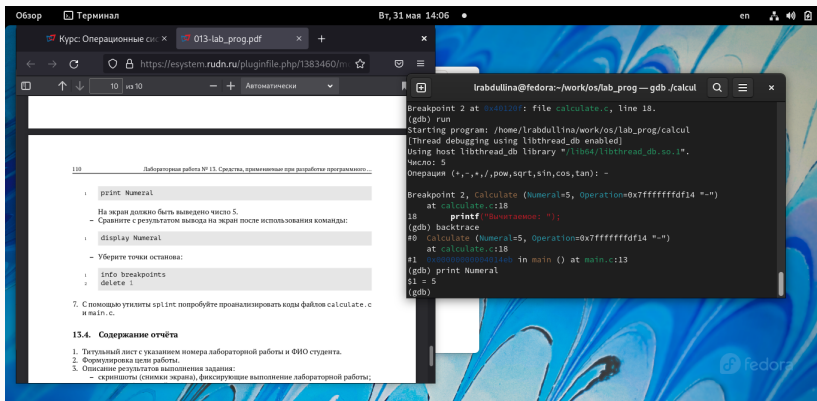 Обзор
Терминал
Вт, 31 мая 14:06
en
Курс: Операционные сис
013-lab_prog.pdf
https://esystem.rudn.ru/pluginfile.php/1383460/m
10 из 10
Автоматически
110 Лабораторная работа № 13. Средства, применяемые при разработке программного …
1 print Numeral
На экран должно быть выведено число 5.
– Сравните с результатом вывода на экран после использования команды:
1 display Numeral
– Уберите точки останова:
1 info breakpoints
2 delete 1
7. С помощью утилиты splint попробуйте проанализировать коды файлов calculate.c
и main.c.
13.4. Содержание отчёта
1. Титульный лист с указанием номера лабораторной работы и ФИО студента.
2. Формулировка цели работы.
3. Описание результатов выполнения задания:
– скриншоты (снимки экрана), фиксирующие выполнение лабораторной работы;
lrabdullina@fedora:~/work/os/lab_prog — gdb ./calcul
Breakpoint 2 at 0x40120f: file calculate.c, line 18.
(gdb) run
Starting program: /home/lrabdullina/work/os/lab_prog/calcul
[Thread debugging using libthread_db enabled]
Using host libthread_db library "/lib64/libthread_db.so.1".
Число: 5
Операция (+,-,*,/,pow,sqrt,sin,cos,tan): -
Breakpoint 2, Calculate (Numeral=5, Operation=0x7fffffffdf14 "-")
at calculate.c:18
18 printf("Вычитаемое: ");
(gdb) backtrace
#0 Calculate (Numeral=5, Operation=0x7fffffffdf14 "-")
at calculate.c:18
#1 0x00000000004014eb in main () at main.c:13
(gdb) print Numeral
$1 = 5
(gdb)
fedora